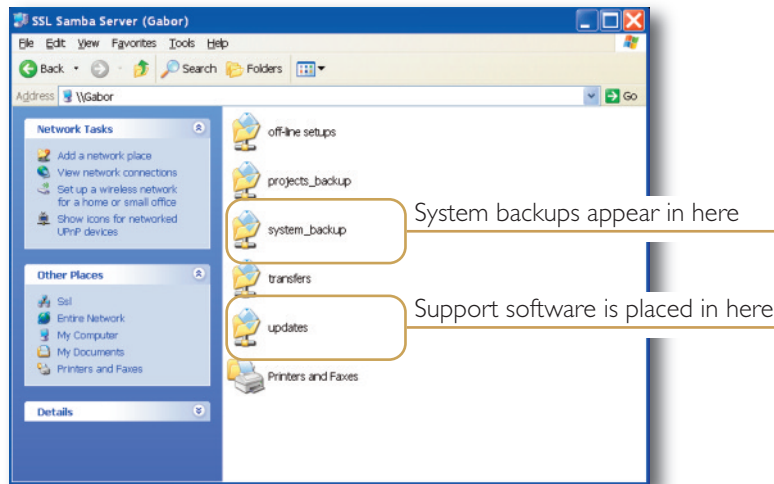 SSL Samba Server (Gabor)
File Edit View Favorites Tools Help
Back Search Folders
Address \\Gabor Go
Network Tasks
Add a network place
View network connections
Set up a wireless network
for a home or small office
Show icons for networked
UPnP devices
Other Places
Ssl
Entire Network
My Computer
My Documents
Printers and Faxes
Details
off-line setups
projects_backup
system_backup
transfers
updates
Printers and Faxes
System backups appear in here
Support software is placed in here